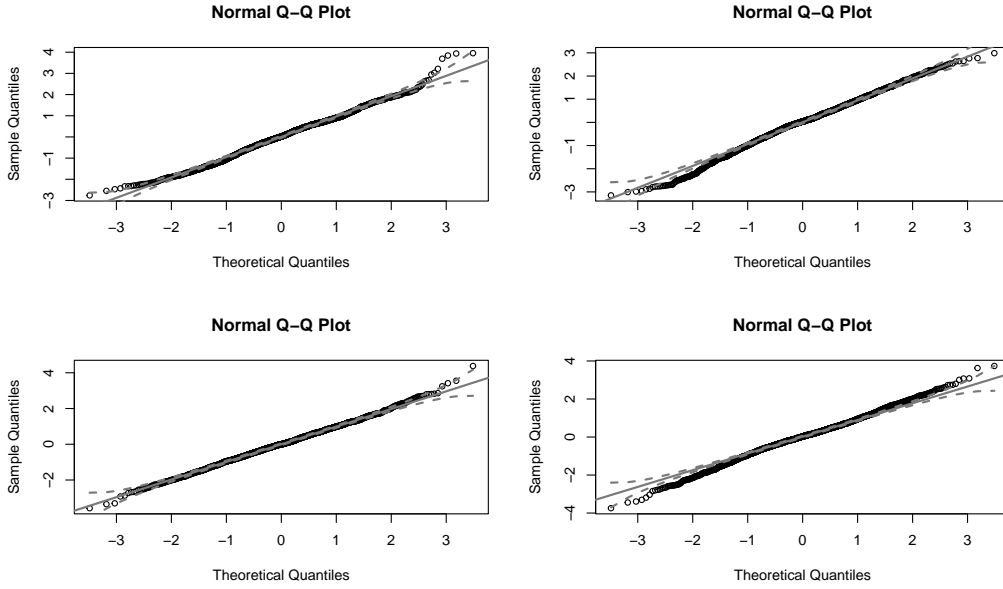 Normal Q−Q Plot
Sample Quantiles
−3 −1 1 2 3 4
−3 −2 −1 0 1 2 3
Theoretical Quantiles
Normal Q−Q Plot
Sample Quantiles
−3 −1 1 2 3
−3 −2 −1 0 1 2 3
Theoretical Quantiles
Normal Q−Q Plot
Sample Quantiles
−2 0 2 4
−3 −2 −1 0 1 2 3
Theoretical Quantiles
Normal Q−Q Plot
Sample Quantiles
−4 −2 0 2 4
−3 −2 −1 0 1 2 3
Theoretical Quantiles